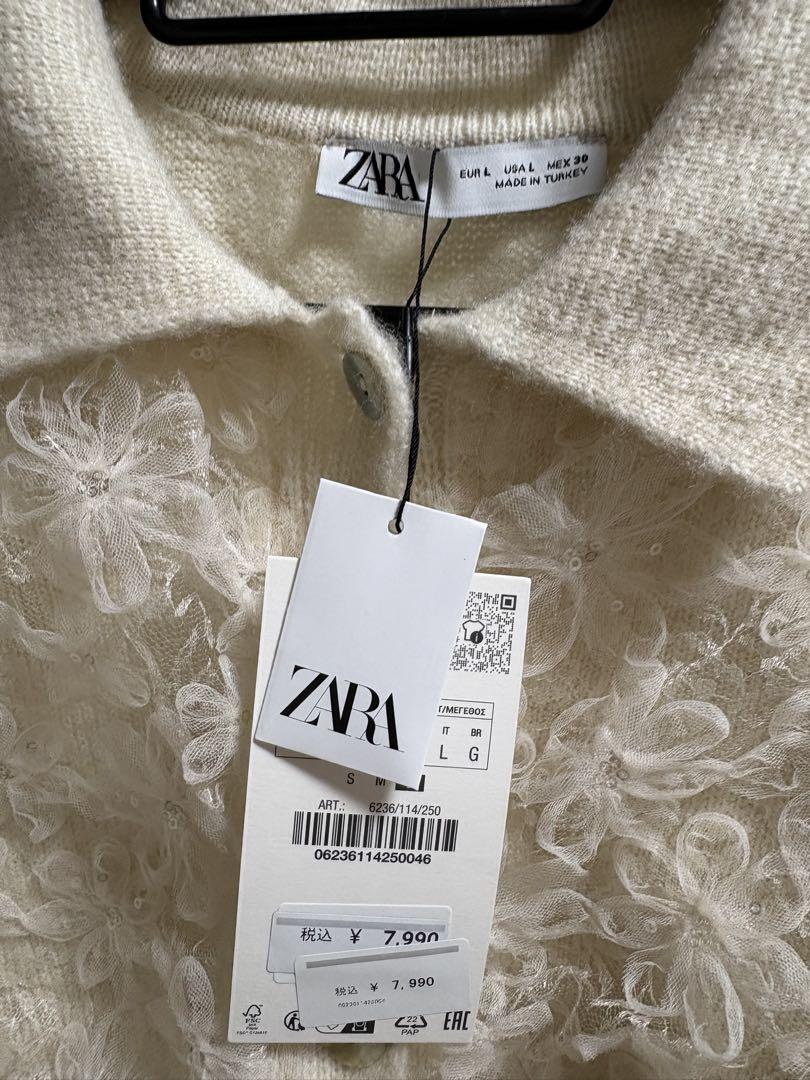 ZARA
EUR L USA L MEX 30
MADE IN TURKEY
ZARA
Τ/ΜΕΓΕΘΟΣ
IT BR
L G
S M
ART.: 6236/114/250
06236114250046
税込 ¥ 7,990
税込 ¥ 7,990
FSC
22
PAP
EAC